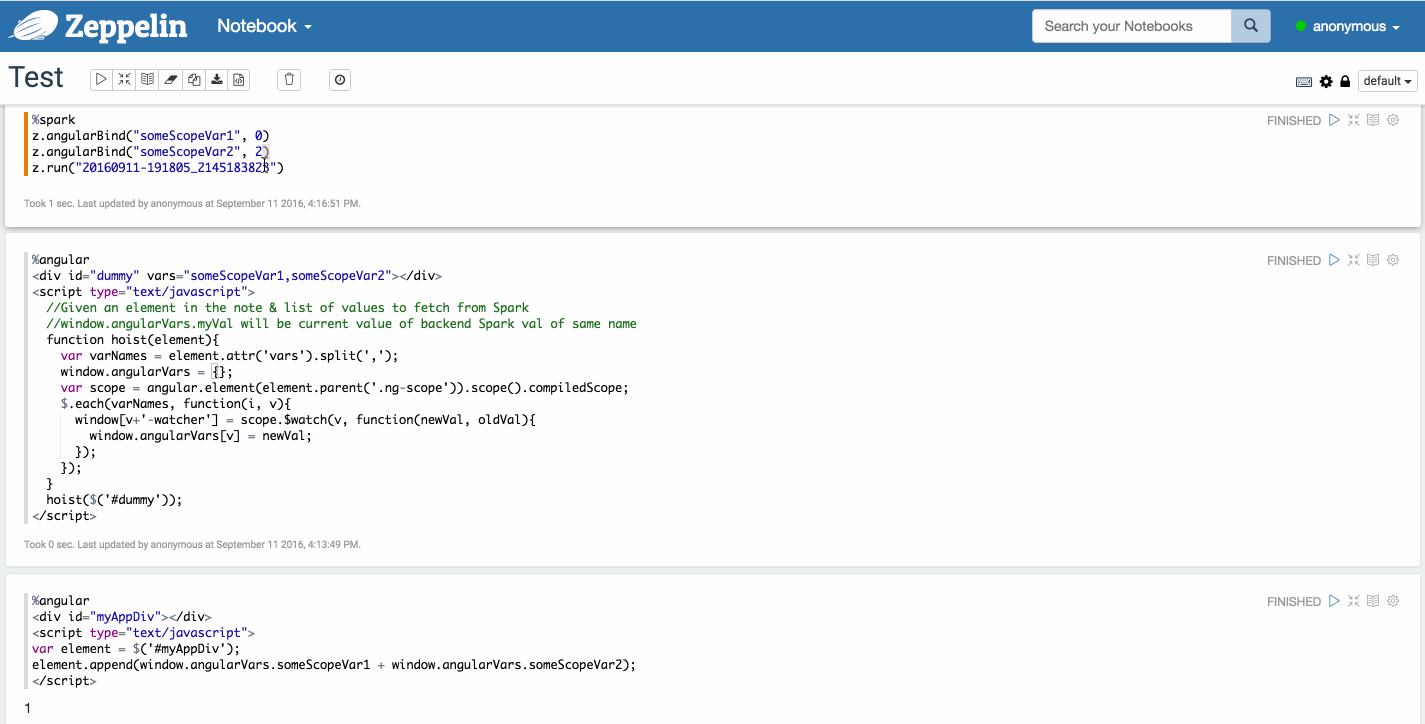 Zeppelin Notebook Search your Notebooks anonymous
Test default
%spark FINISHED
z.angularBind("someScopeVar1", 0)
z.angularBind("someScopeVar2", 2)
z.run("20160911-191805_2145183823")
Took 1 sec. Last updated by anonymous at September 11 2016, 4:16:51 PM.
%angular FINISHED
<div id="dummy" vars="someScopeVar1,someScopeVar2"></div>
<script type="text/javascript">
//Given an element in the note & list of values to fetch from Spark
//window.angularVars.myVal will be current value of backend Spark val of same name
function hoist(element){
var varNames = element.attr('vars').split(',');
window.angularVars = {};
var scope = angular.element(element.parent('.ng-scope')).scope().compiledScope;
$.each(varNames, function(i, v){
window[v+'-watcher'] = scope.$watch(v, function(newVal, oldVal){
window.angularVars[v] = newVal;
});
});
}
hoist($('#dummy'));
</script>
Took 0 sec. Last updated by anonymous at September 11 2016, 4:13:49 PM.
%angular FINISHED
<div id="myAppDiv"></div>
<script type="text/javascript">
var element = $('#myAppDiv');
element.append(window.angularVars.someScopeVar1 + window.angularVars.someScopeVar2);
</script>
1